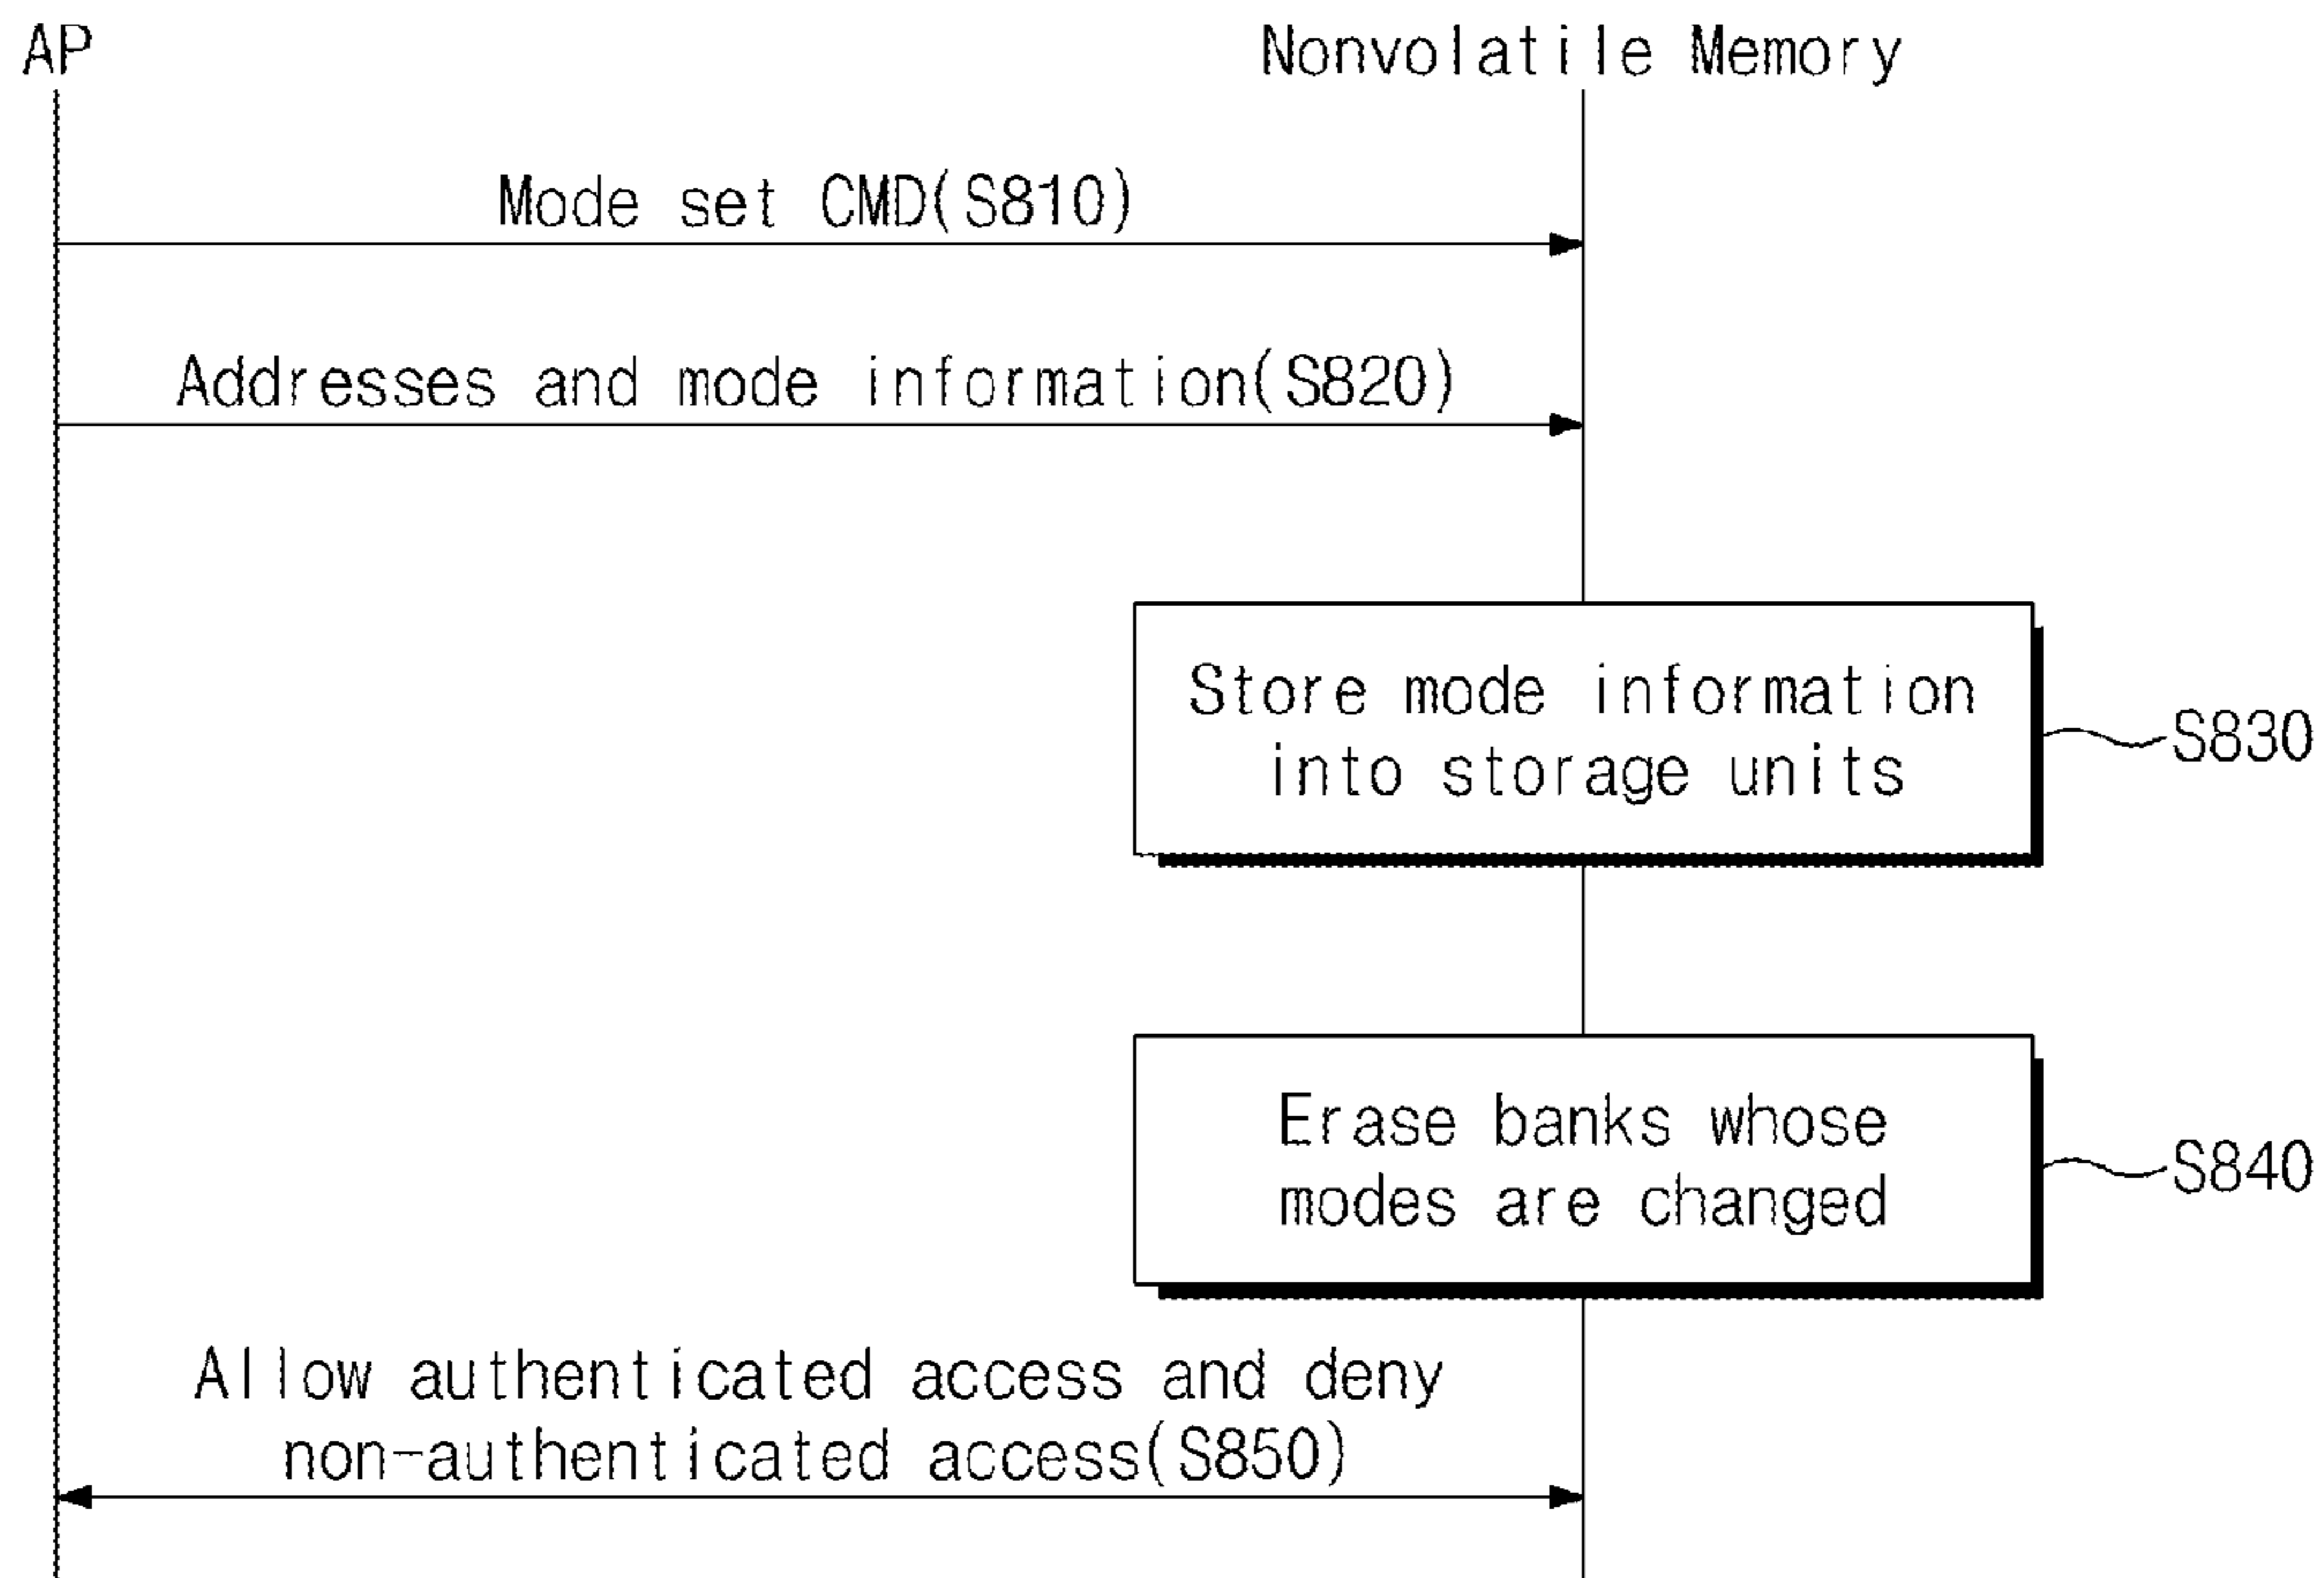 AP
Nonvolatile Memory
Mode set CMD(S810)
Addresses and mode information(S820)
Store mode information
into storage units
S830
Erase banks whose
modes are changed
S840
Allow authenticated access and deny
non-authenticated access(S850)